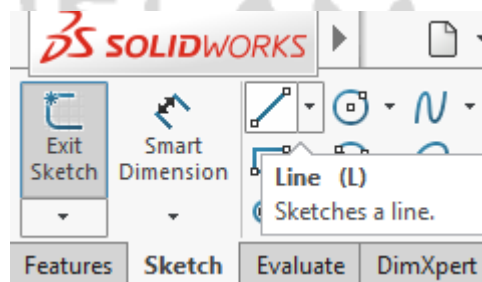 SOLIDWORKS
Exit
Sketch
Smart
Dimension
Line (L)
Sketches a line.
Features
Sketch
Evaluate
DimXpert